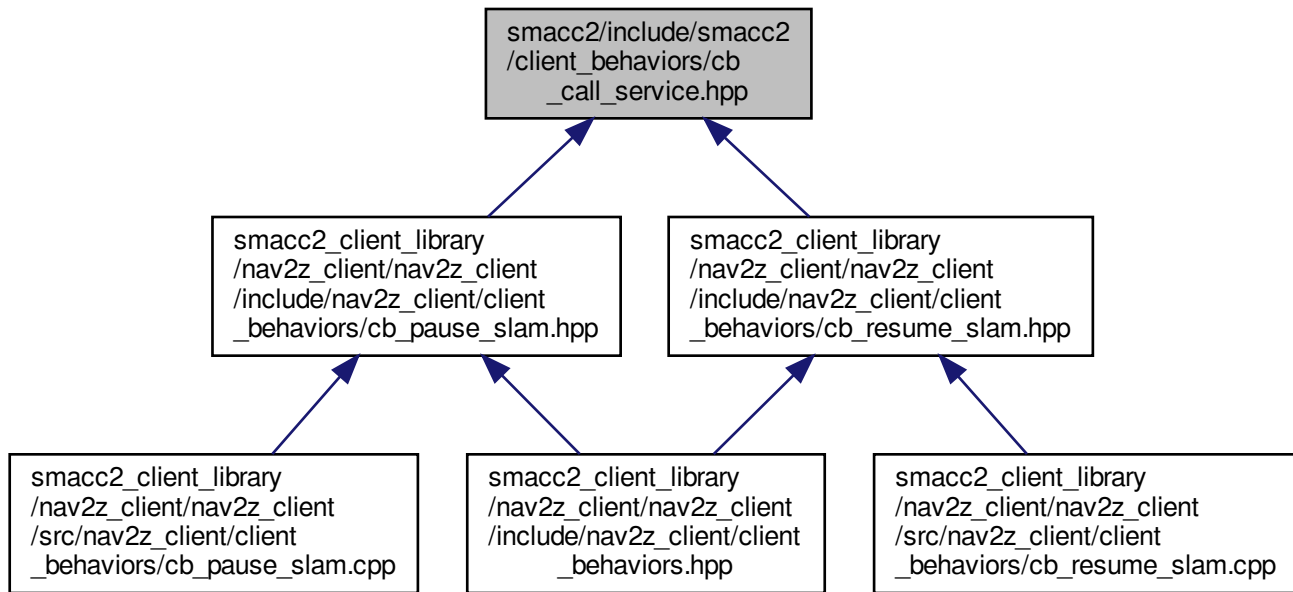 smacc2/include/smacc2
/client_behaviors/cb
_call_service.hpp
smacc2_client_library
/nav2z_client/nav2z_client
/include/nav2z_client/client
_behaviors/cb_pause_slam.hpp
smacc2_client_library
/nav2z_client/nav2z_client
/include/nav2z_client/client
_behaviors/cb_resume_slam.hpp
smacc2_client_library
/nav2z_client/nav2z_client
/src/nav2z_client/client
_behaviors/cb_pause_slam.cpp
smacc2_client_library
/nav2z_client/nav2z_client
/include/nav2z_client/client
_behaviors.hpp
smacc2_client_library
/nav2z_client/nav2z_client
/src/nav2z_client/client
_behaviors/cb_resume_slam.cpp